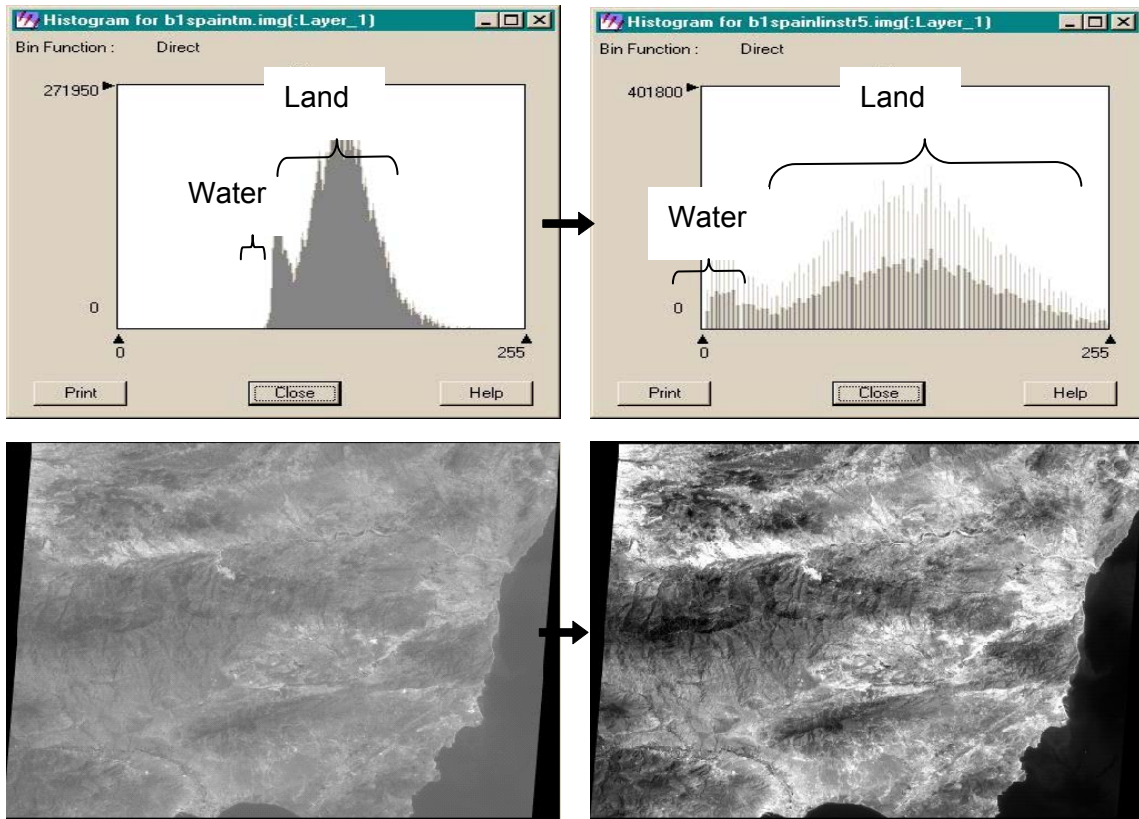 Histogram for b1spaintm.img(:Layer_1)
Bin Function : Direct
271950
Land
Water
0
0 255
Print Close Help
Histogram for b1spainlinstr5.img(:Layer_1)
Bin Function : Direct
401800
Land
Water
0
0 255
Print Close Help